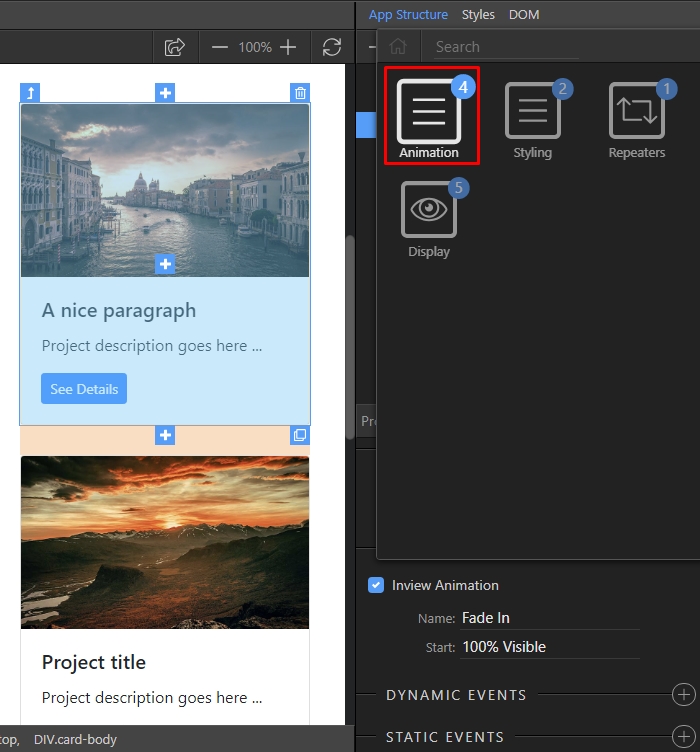 App Structure Styles DOM
100%
Search
4
Animation
2
Styling
1
Repeaters
5
Display
A nice paragraph
Project description goes here ...
See Details
Project title
Project description goes here ...
Inview Animation
Name: Fade In
Start: 100% Visible
DYNAMIC EVENTS
STATIC EVENTS
DIV.card-body